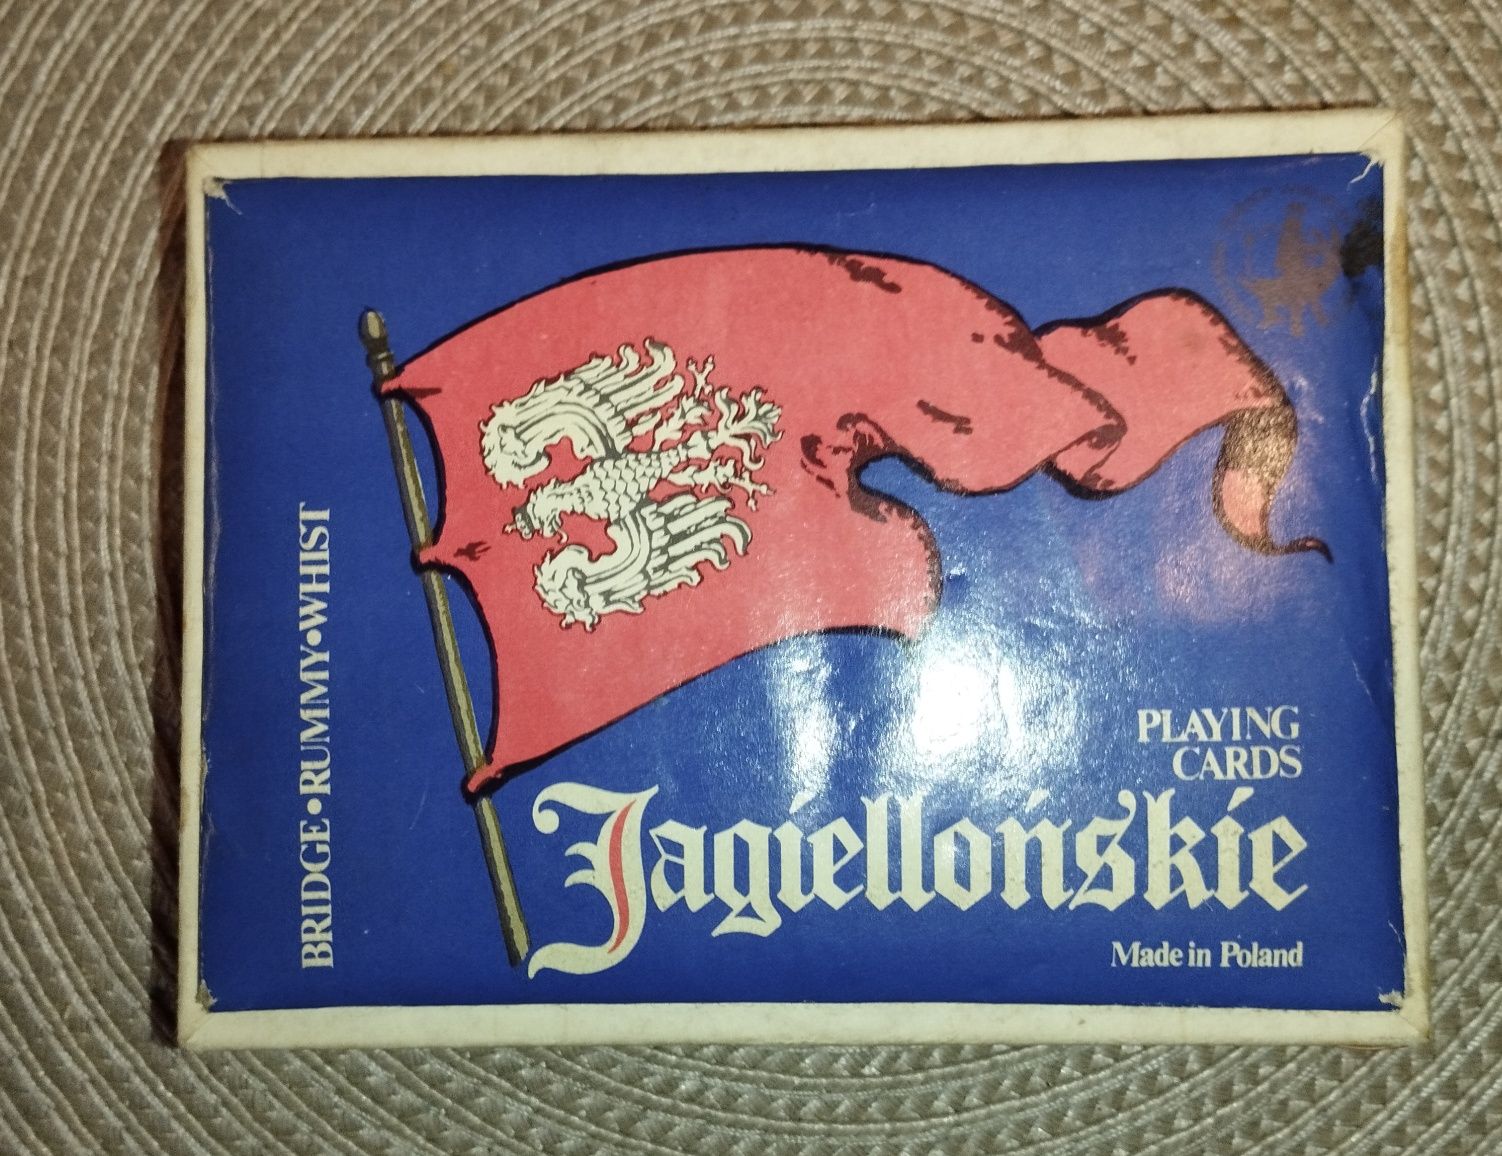 BRIDGE•RUMMY•WHIST
PLAYING
CARDS
Jagiellońskie
Made in Poland